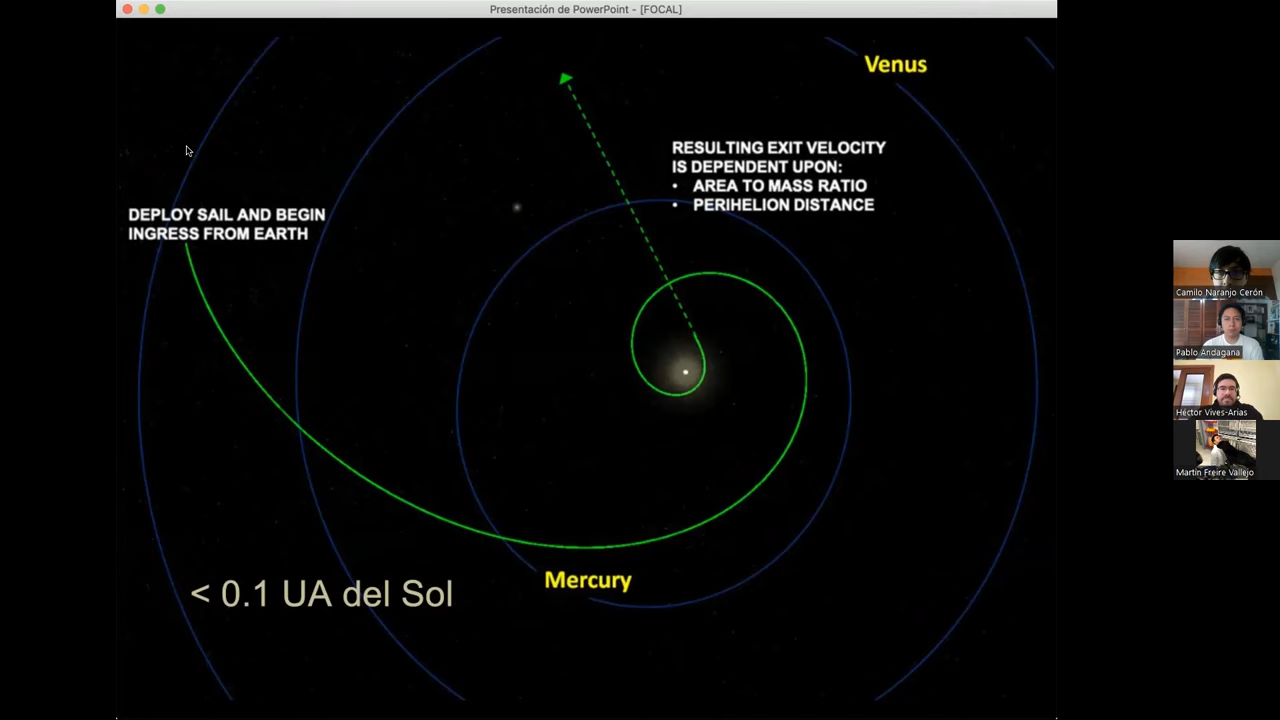 Presentación de PowerPoint - [FOCAL]
Venus
RESULTING EXIT VELOCITY
IS DEPENDENT UPON:
• AREA TO MASS RATIO
• PERIHELION DISTANCE
DEPLOY SAIL AND BEGIN
INGRESS FROM EARTH
Mercury
< 0.1 UA del Sol
Camilo Naranjo Cerón
Pablo Andagana
Héctor Vives-Arias
Martín Freire Vallejo